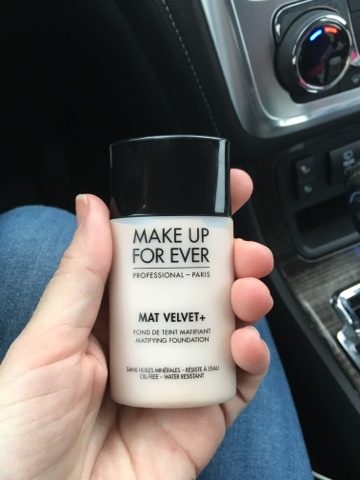 MAKE UP
FOR EVER
PROFESSIONAL – PARIS
MAT VELVET+
FOND DE TEINT MATIFIANT
MATIFYING FOUNDATION
SANS HUILES MINÉRALES – RÉSISTE À L'EAU
OIL-FREE – WATER RESISTANT